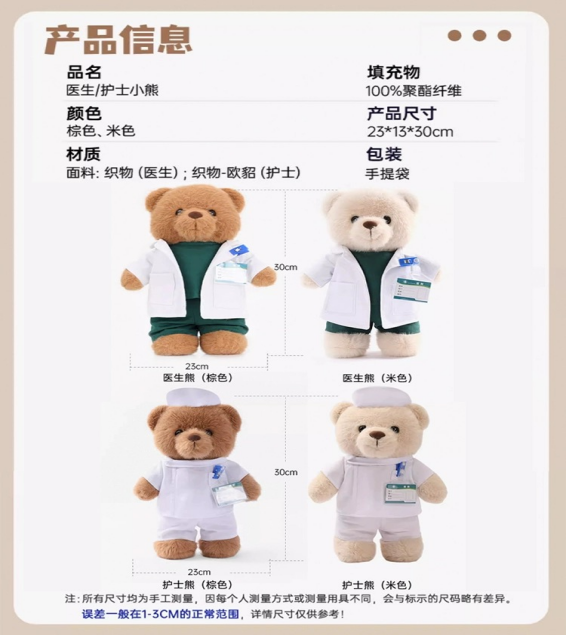 产品信息
品名
医生/护士小熊
填充物
100%聚酯纤维
颜色
棕色、米色
产品尺寸
23*13*30cm
材质
面料: 织物 (医生) ; 织物-欧貂 (护士)
包装
手提袋
30cm
23cm
医生熊 (棕色)
医生熊 (米色)
30cm
23cm
护士熊 (棕色)
护士熊 (米色)
注: 所有尺寸均为手工测量，因每个人测量方式或测量用具不同，会与标示的尺码略有差异。
误差一般在1-3CM的正常范围，详情尺寸仅供参考！